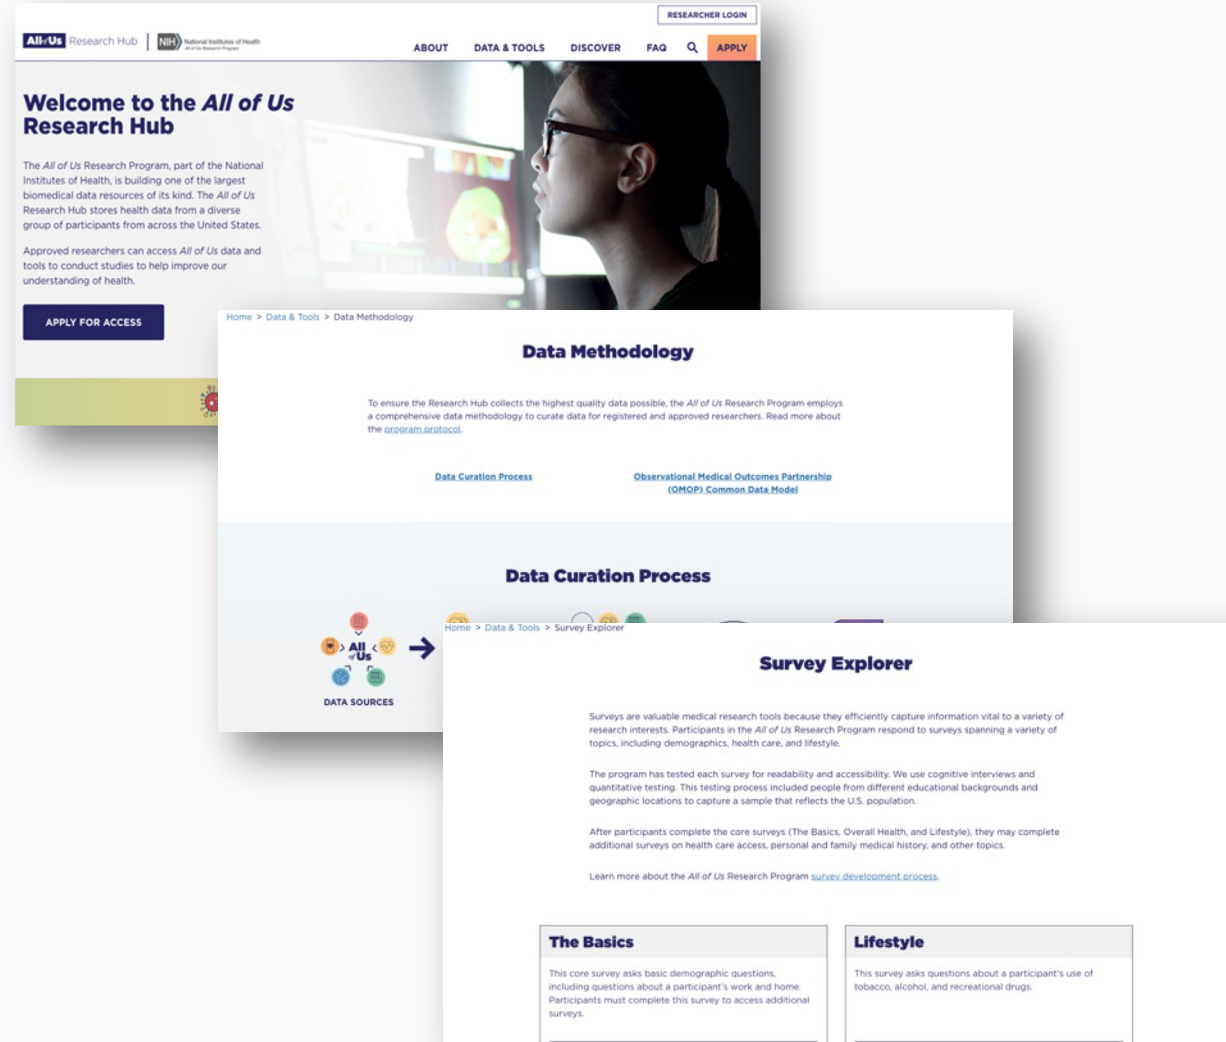 RESEARCHER LOGIN
All of Us Research Hub
NIH National Institutes of Health
All of Us Research Program
ABOUT DATA & TOOLS DISCOVER FAQ APPLY
Welcome to the All of Us
Research Hub
The All of Us Research Program, part of the National
Institutes of Health, is building one of the largest
biomedical data resources of its kind. The All of Us
Research Hub stores health data from a diverse
group of participants from across the United States.
Approved researchers can access All of Us data and
tools to conduct studies to help improve our
understanding of health.
APPLY FOR ACCESS
Home > Data & Tools > Data Methodology
Data Methodology
To ensure the Research Hub collects the highest quality data possible, the All of Us Research Program employs
a comprehensive data methodology to curate data for registered and approved researchers. Read more about
the program protocol.
Data Curation Process
Observational Medical Outcomes Partnership
(OMOP) Common Data Model
Data Curation Process
All
of Us
DATA SOURCES
Home > Data & Tools > Survey Explorer
Survey Explorer
Surveys are valuable medical research tools because they efficiently capture information vital to a variety of
research interests. Participants in the All of Us Research Program respond to surveys spanning a variety of
topics, including demographics, health care, and lifestyle.
The program has tested each survey for readability and accessibility. We use cognitive interviews and
quantitative testing. This testing process included people from different educational backgrounds and
geographic locations to capture a sample that reflects the U.S. population.
After participants complete the core surveys (The Basics, Overall Health, and Lifestyle), they may complete
additional surveys on health care access, personal and family medical history, and other topics.
Learn more about the All of Us Research Program survey development process.
The Basics
This core survey asks basic demographic questions,
including questions about a participant's work and home.
Participants must complete this survey to access additional
surveys.
Lifestyle
This survey asks questions about a participant's use of
tobacco, alcohol, and recreational drugs.